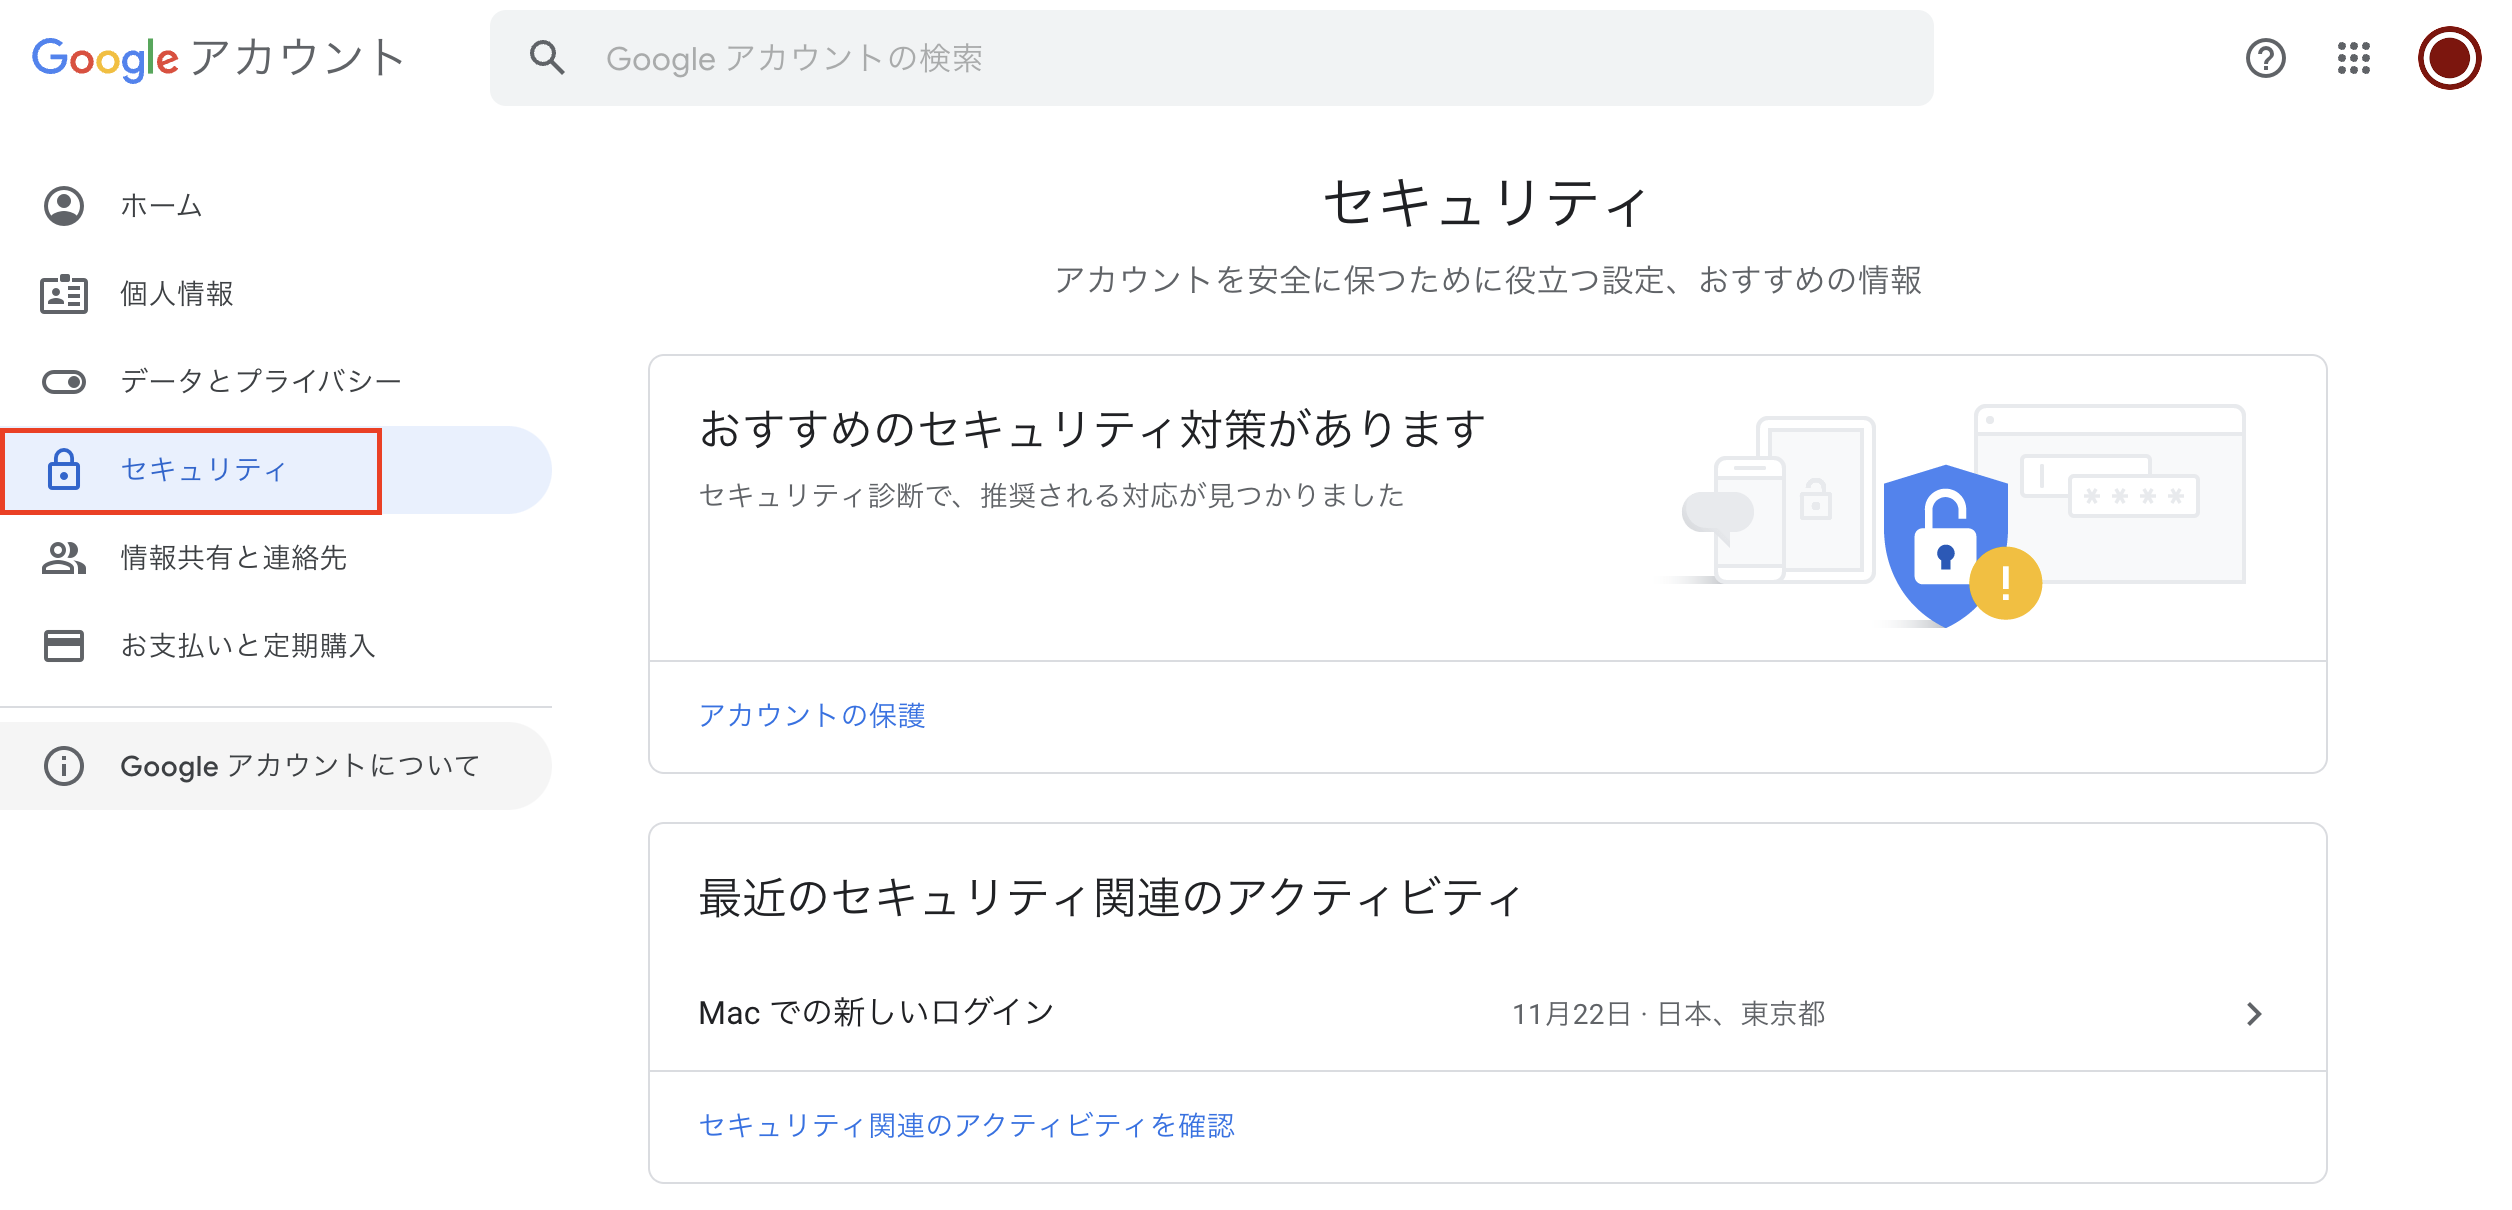 Google アカウント
Google アカウントの検索
ホーム
個人情報
データとプライバシー
セキュリティ
情報共有と連絡先
お支払いと定期購入
Google アカウントについて
セキュリティ
アカウントを安全に保つために役立つ設定、おすすめの情報
おすすめのセキュリティ対策があります
セキュリティ診断で、推奨される対応が見つかりました
アカウントの保護
最近のセキュリティ関連のアクティビティ
Mac での新しいログイン 11月22日 · 日本、東京都
セキュリティ関連のアクティビティを確認